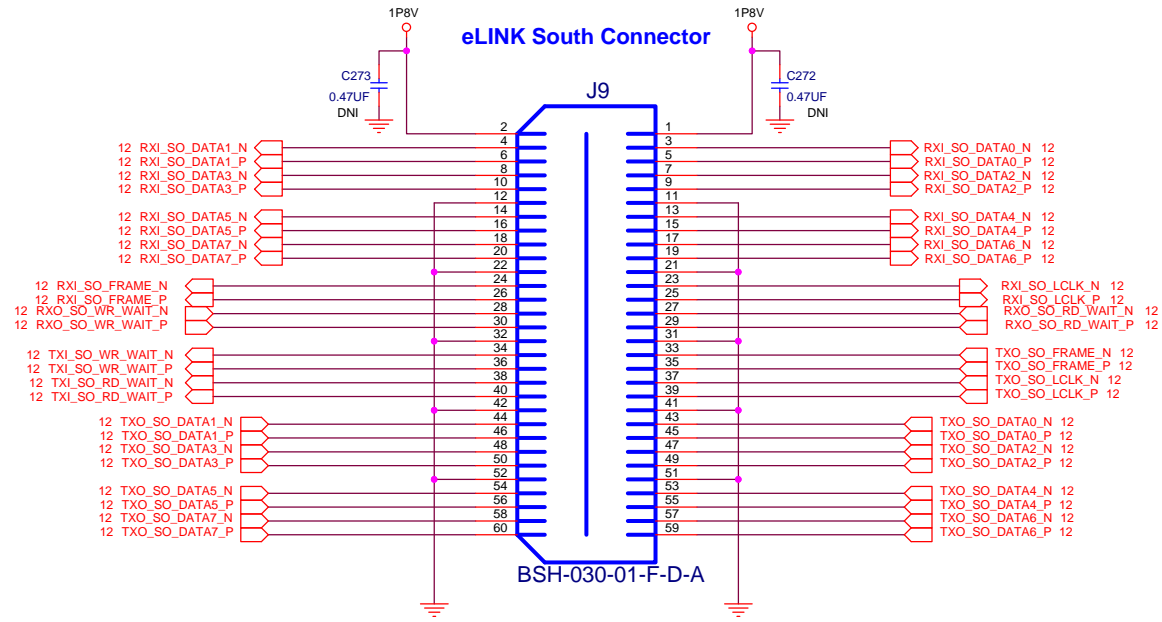 1P8V 1P8V
eLINK South Connector
C273 C272
0.47UF 0.47UF
DNI DNI
J9
2 1
12 RXI_SO_DATA1_N 4 3 RXI_SO_DATA0_N 12
12 RXI_SO_DATA1_P 6 5 RXI_SO_DATA0_P 12
12 RXI_SO_DATA3_N 8 7 RXI_SO_DATA2_N 12
12 RXI_SO_DATA3_P 10 9 RXI_SO_DATA2_P 12
12 11
12 RXI_SO_DATA5_N 14 13 RXI_SO_DATA4_N 12
12 RXI_SO_DATA5_P 16 15 RXI_SO_DATA4_P 12
12 RXI_SO_DATA7_N 18 17 RXI_SO_DATA6_N 12
12 RXI_SO_DATA7_P 20 19 RXI_SO_DATA6_P 12
22 21
12 RXI_SO_FRAME_N 24 23 RXI_SO_LCLK_N 12
12 RXI_SO_FRAME_P 26 25 RXI_SO_LCLK_P 12
12 RXO_SO_WR_WAIT_N 28 27 RXO_SO_RD_WAIT_N 12
12 RXO_SO_WR_WAIT_P 30 29 RXO_SO_RD_WAIT_P 12
32 31
12 TXI_SO_WR_WAIT_N 34 33 TXO_SO_FRAME_N 12
12 TXI_SO_WR_WAIT_P 36 35 TXO_SO_FRAME_P 12
12 TXI_SO_RD_WAIT_N 38 37 TXO_SO_LCLK_N 12
12 TXI_SO_RD_WAIT_P 40 39 TXO_SO_LCLK_P 12
42 41
12 TXO_SO_DATA1_N 44 43 TXO_SO_DATA0_N 12
12 TXO_SO_DATA1_P 46 45 TXO_SO_DATA0_P 12
12 TXO_SO_DATA3_N 48 47 TXO_SO_DATA2_N 12
12 TXO_SO_DATA3_P 50 49 TXO_SO_DATA2_P 12
52 51
12 TXO_SO_DATA5_N 54 53 TXO_SO_DATA4_N 12
12 TXO_SO_DATA5_P 56 55 TXO_SO_DATA4_P 12
12 TXO_SO_DATA7_N 58 57 TXO_SO_DATA6_N 12
12 TXO_SO_DATA7_P 60 59 TXO_SO_DATA6_P 12
BSH-030-01-F-D-A